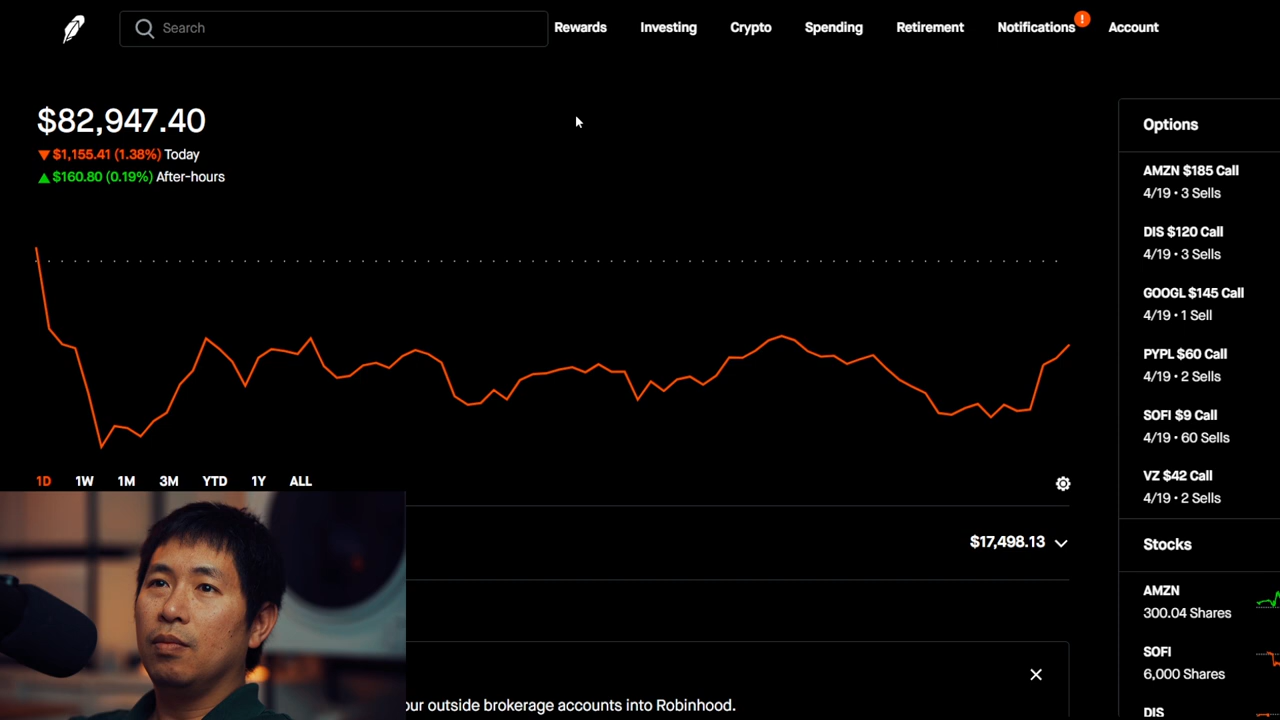 Search
Rewards
Investing
Crypto
Spending
Retirement
Notifications
!
Account
$82,947.40
▼ $1,155.41 (1.38%) Today
▲ $160.80 (0.19%) After-hours
1D 1W 1M 3M YTD 1Y ALL
$17,498.13
our outside brokerage accounts into Robinhood.
Options
AMZN $185 Call
4/19 • 3 Sells
DIS $120 Call
4/19 • 3 Sells
GOOGL $145 Call
4/19 • 1 Sell
PYPL $60 Call
4/19 • 2 Sells
SOFI $9 Call
4/19 • 60 Sells
VZ $42 Call
4/19 • 2 Sells
Stocks
AMZN
300.04 Shares
SOFI
6,000 Shares
DIS